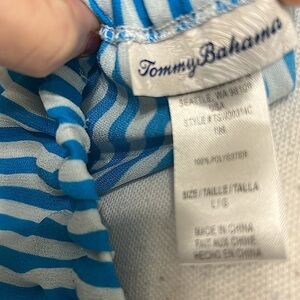 Tommy Bahama
SEATTLE, WA 98109
USA
100% POLYESTER
SIZE/TAILLE/TALLA
L/G
MADE IN CHINA
FAIT AUX CHINE
HECHO EN CHINA